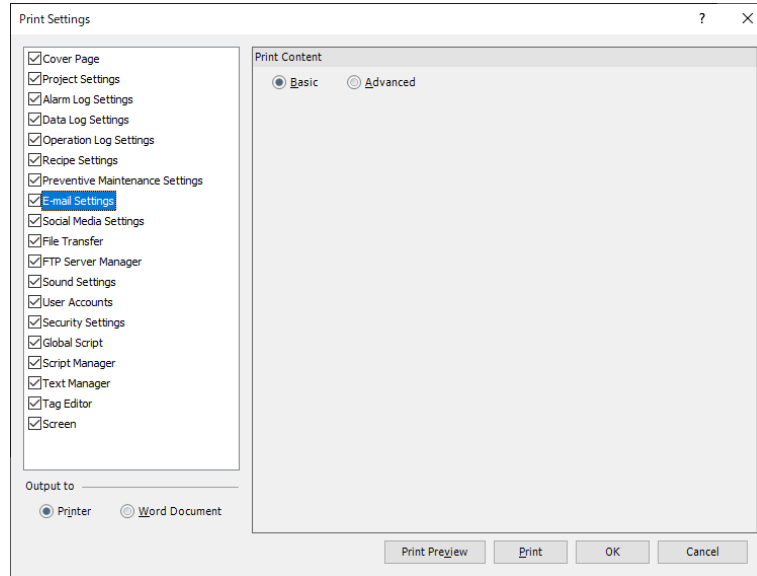 Print Settings
Cover Page
Project Settings
Alarm Log Settings
Data Log Settings
Operation Log Settings
Recipe Settings
Preventive Maintenance Settings
E-mail Settings
Social Media Settings
File Transfer
FTP Server Manager
Sound Settings
User Accounts
Security Settings
Global Script
Script Manager
Text Manager
Tag Editor
Screen
Output to
Printer Word Document
Print Content
Basic Advanced
Print Preview Print OK Cancel